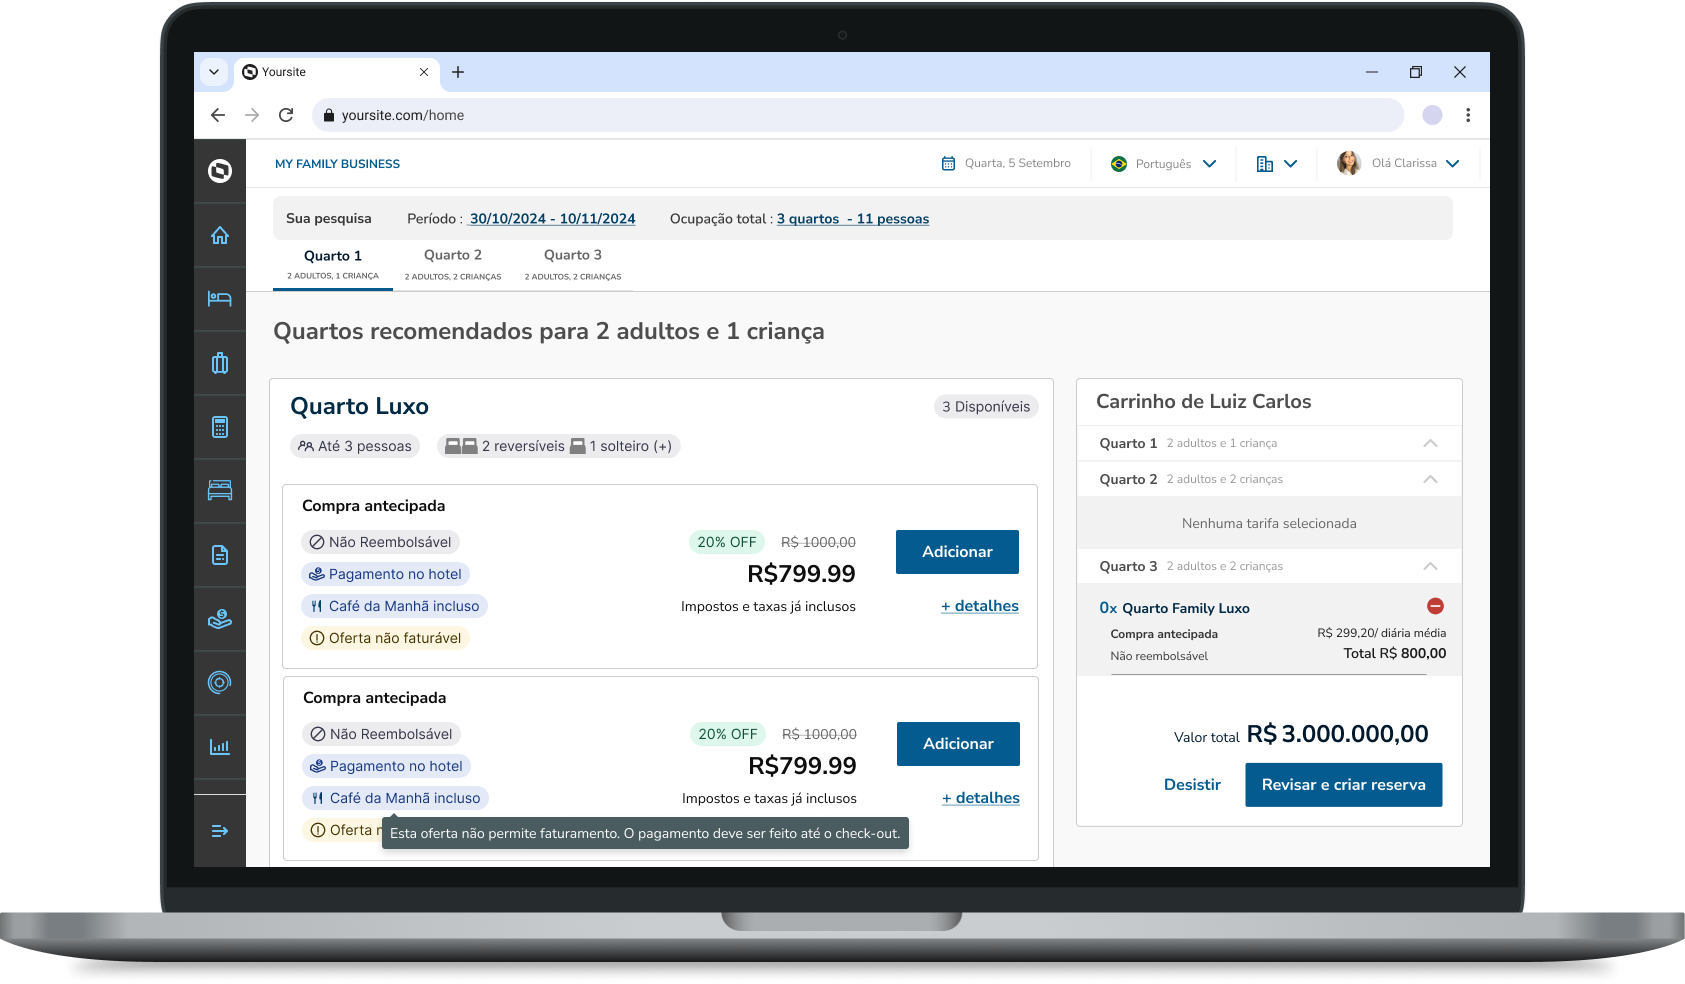 Yoursite
yoursite.com/home
MY FAMILY BUSINESS
Quarta, 5 Setembro
Português
Olá Clarissa
Sua pesquisa
Período : 30/10/2024 - 10/11/2024
Ocupação total : 3 quartos - 11 pessoas
Quarto 1
2 ADULTOS, 1 CRIANÇA
Quarto 2
2 ADULTOS, 2 CRIANÇAS
Quarto 3
2 ADULTOS, 2 CRIANÇAS
Quartos recomendados para 2 adultos e 1 criança
Quarto Luxo
3 Disponíveis
Até 3 pessoas
2 reversíveis 1 solteiro (+)
Compra antecipada
Não Reembolsável
Pagamento no hotel
Café da Manhã incluso
Oferta não faturável
20% OFF
R$ 1000,00
R$799.99
Impostos e taxas já inclusos
Adicionar
+ detalhes
Compra antecipada
Não Reembolsável
Pagamento no hotel
Café da Manhã incluso
Oferta n
20% OFF
R$ 1000,00
R$799.99
Impostos e taxas já inclusos
Adicionar
+ detalhes
Esta oferta não permite faturamento. O pagamento deve ser feito até o check-out.
Carrinho de Luiz Carlos
Quarto 1 2 adultos e 1 criança
Quarto 2 2 adultos e 2 crianças
Nenhuma tarifa selecionada
Quarto 3 2 adultos e 2 crianças
0x Quarto Family Luxo
Compra antecipada
R$ 299,20/ diária média
Não reembolsável
Total R$ 800,00
Valor total R$ 3.000.000,00
Desistir
Revisar e criar reserva